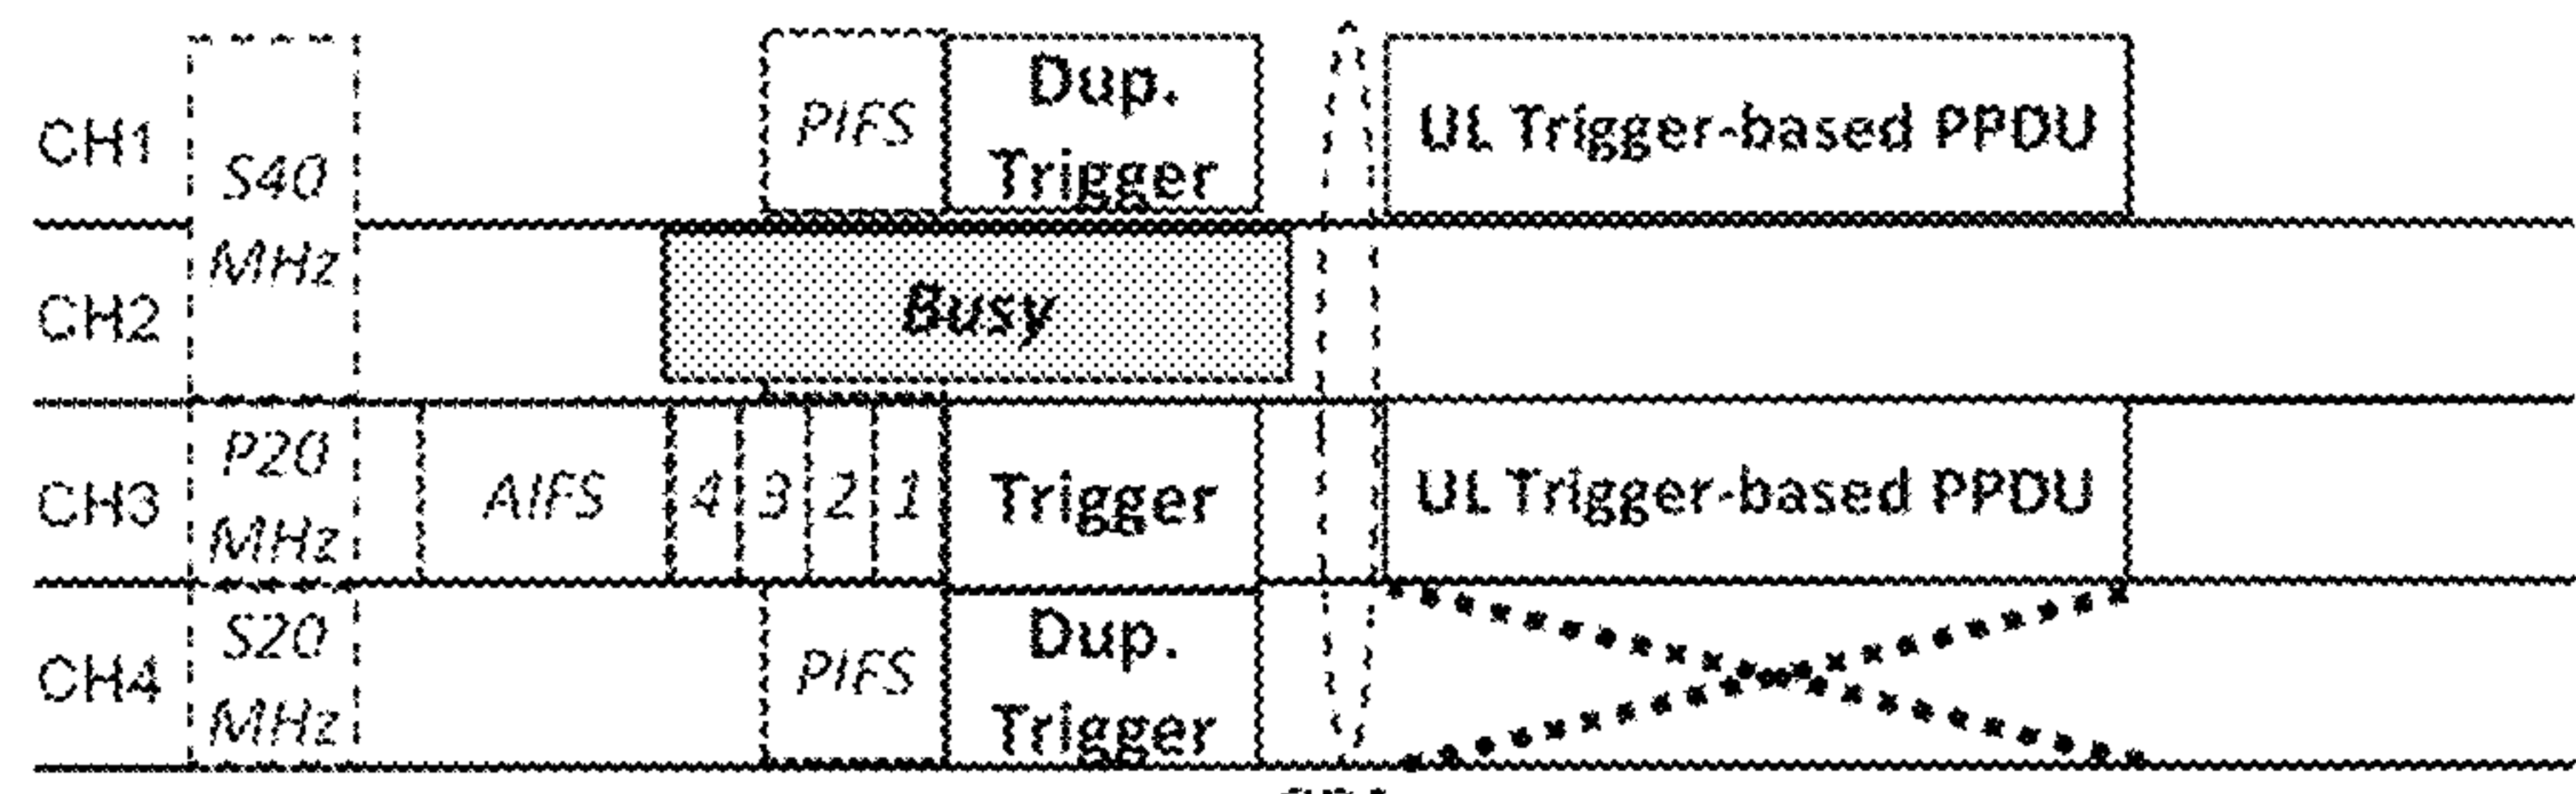 CH1
S40
MHz
PIFS
Dup.
Trigger
UL Trigger-based PPDU
CH2
Busy
CH3
P20
MHz
AIFS
4
3
2
1
Trigger
UL Trigger-based PPDU
CH4
S20
MHz
PIFS
Dup.
Trigger